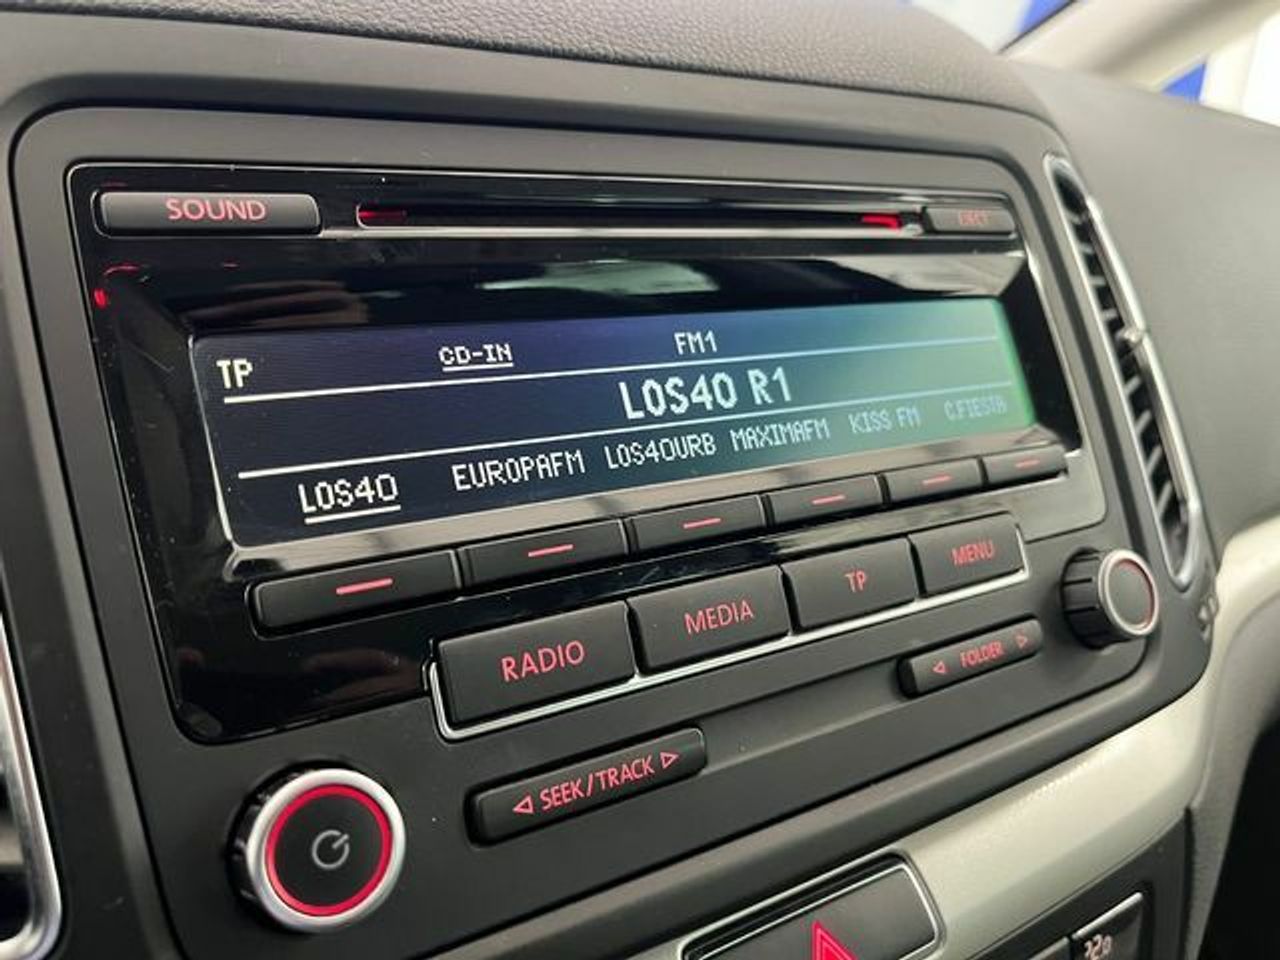 SOUND
EJECT
TP CD-IN FM1
LOS40 R1
LOS40 EUROPAFM LOS40URB MAXIMAFM KISS FM C.FIESTA
RADIO MEDIA TP MENU
SEEK/TRACK FOLDER